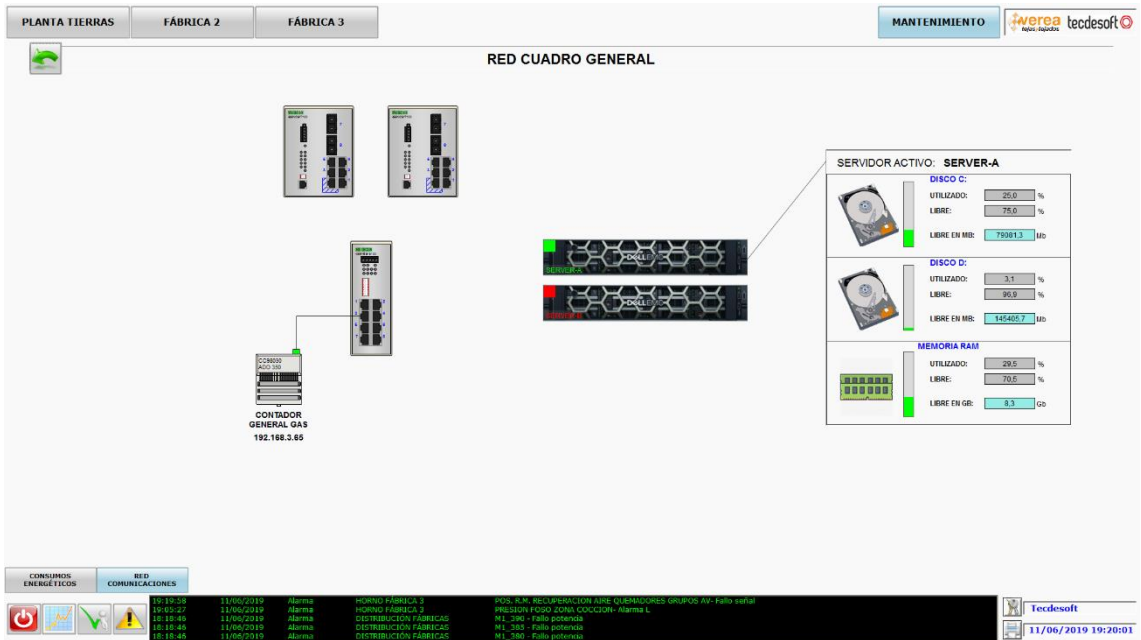 PLANTA TIERRAS
FÁBRICA 2
FÁBRICA 3
MANTENIMIENTO
verea
tecdesoft
RED CUADRO GENERAL
SERVIDOR ACTIVO: SERVER-A
DISCO C:
UTILIZADO: 25,0 %
LIBRE: 75,0 %
LIBRE EN MB: 79081,3 Mb
DISCO D:
UTILIZADO: 3,1 %
LIBRE: 96,9 %
LIBRE EN MB: 145405,7 Mb
MEMORIA RAM
UTILIZADO: 29,5 %
LIBRE: 70,5 %
LIBRE EN GB: 8,3 Gb
DELLEMC
SERVER-A
DELLEMC
CONTADOR
GENERAL GAS
192.168.3.65
CONSUMOS
ENERGÉTICOS
RED
COMUNICACIONES
19:19:58 11/06/2019 Alarma HORNO FÁBRICA 3 POS. R.M. RECUPERACION AIRE QUEMADORES GRUPOS AV- Fallo señal
19:05:27 11/06/2019 Alarma HORNO FÁBRICA 3 PRESION FOSO ZONA COCCION- Alarma L
18:18:46 11/06/2019 Alarma DISTRIBUCIÓN FÁBRICAS M1_390 - Fallo potencia
18:18:46 11/06/2019 Alarma DISTRIBUCIÓN FÁBRICAS M1_385 - Fallo potencia
18:18:46 11/06/2019 Alarma DISTRIBUCIÓN FÁBRICAS M1_380 - Fallo potencia
Tecdesoft
11/06/2019 19:20:01